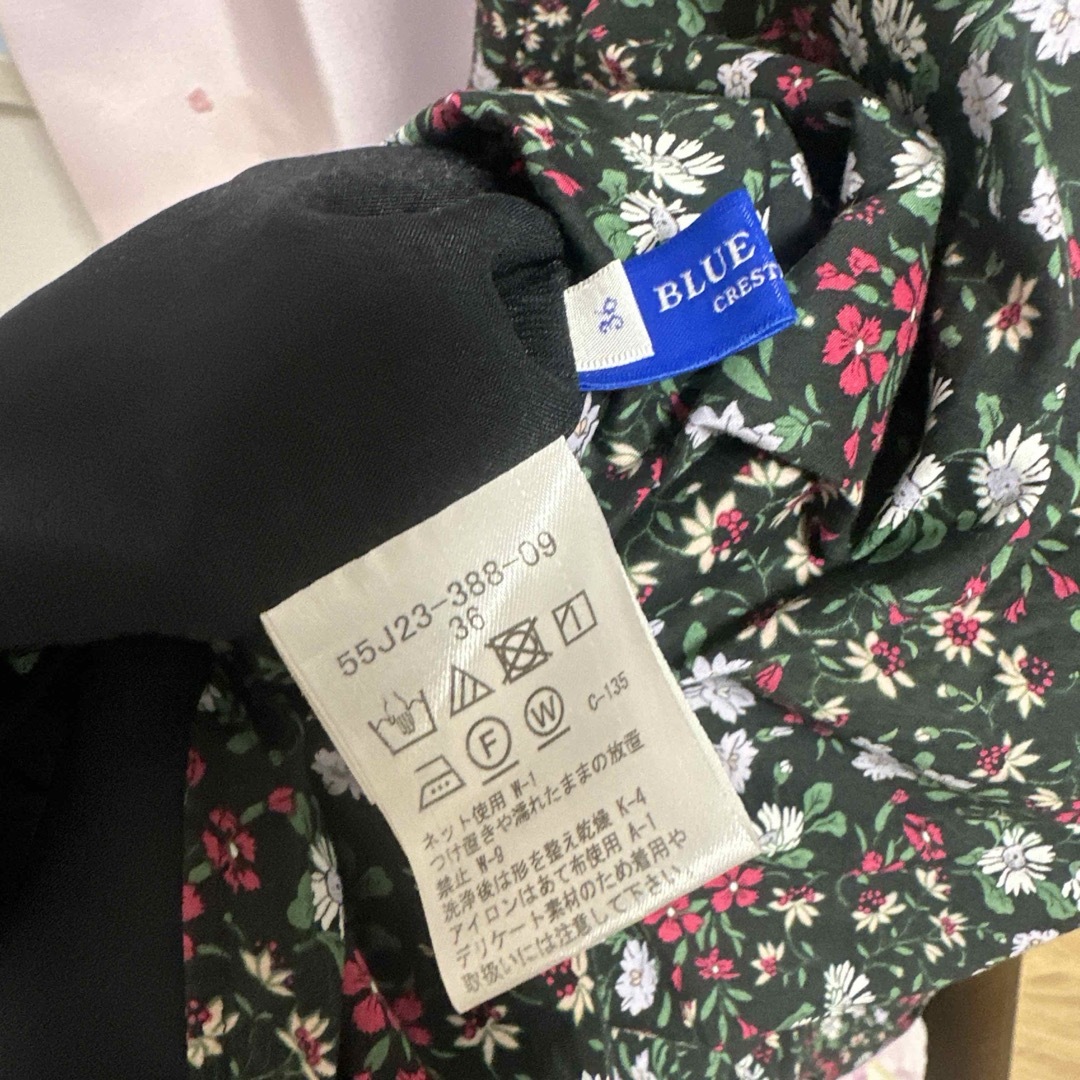 BLUE
CREST
36
55J23-388-09
36
C-135
F
W
ネット使用 W-1
つけ置きや濡れたままの放置
禁止 W-9
洗浄後は形を整え乾燥 K-4
アイロンはあて布使用 A-1
デリケート素材のため着用や
取扱いには注意して下さい